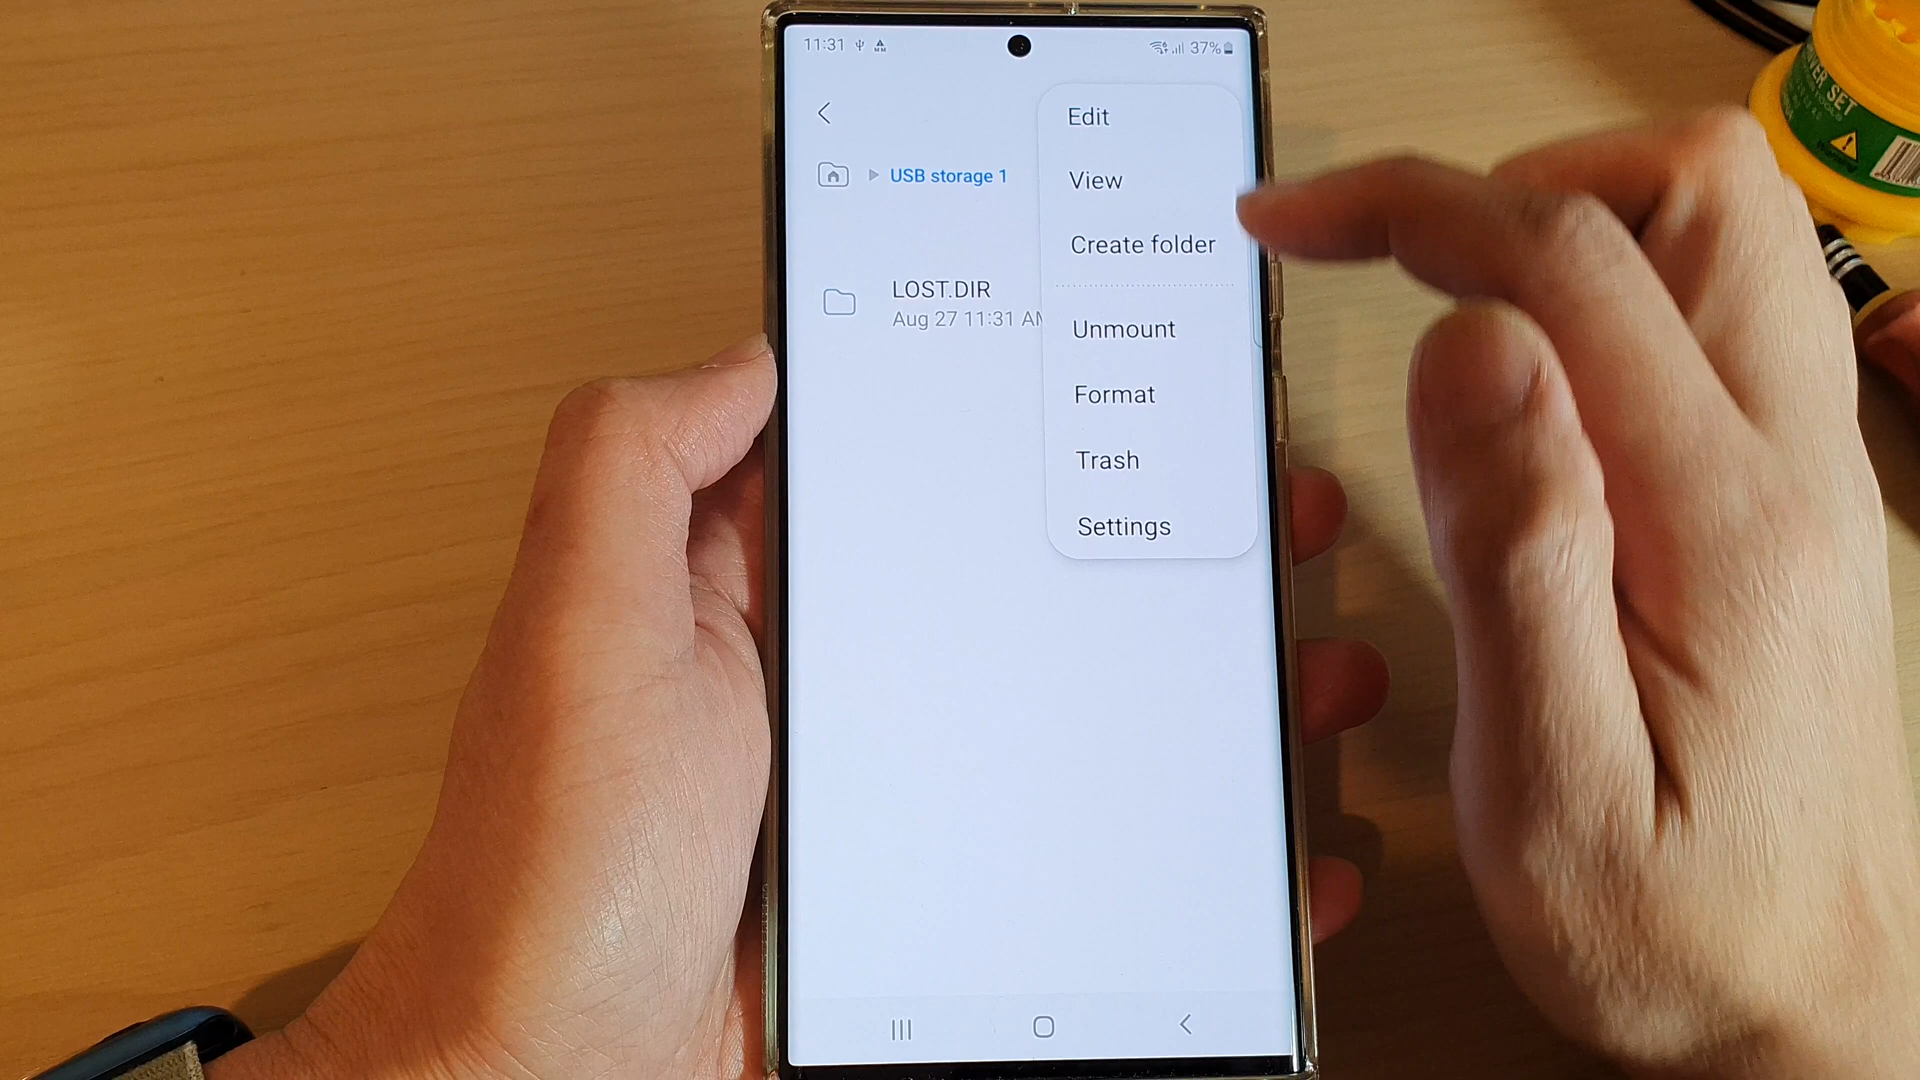 11:31
37%
Edit
USB storage 1
View
Create folder
LOST.DIR
Aug 27 11:31 AM
Unmount
Format
Trash
Settings
SET